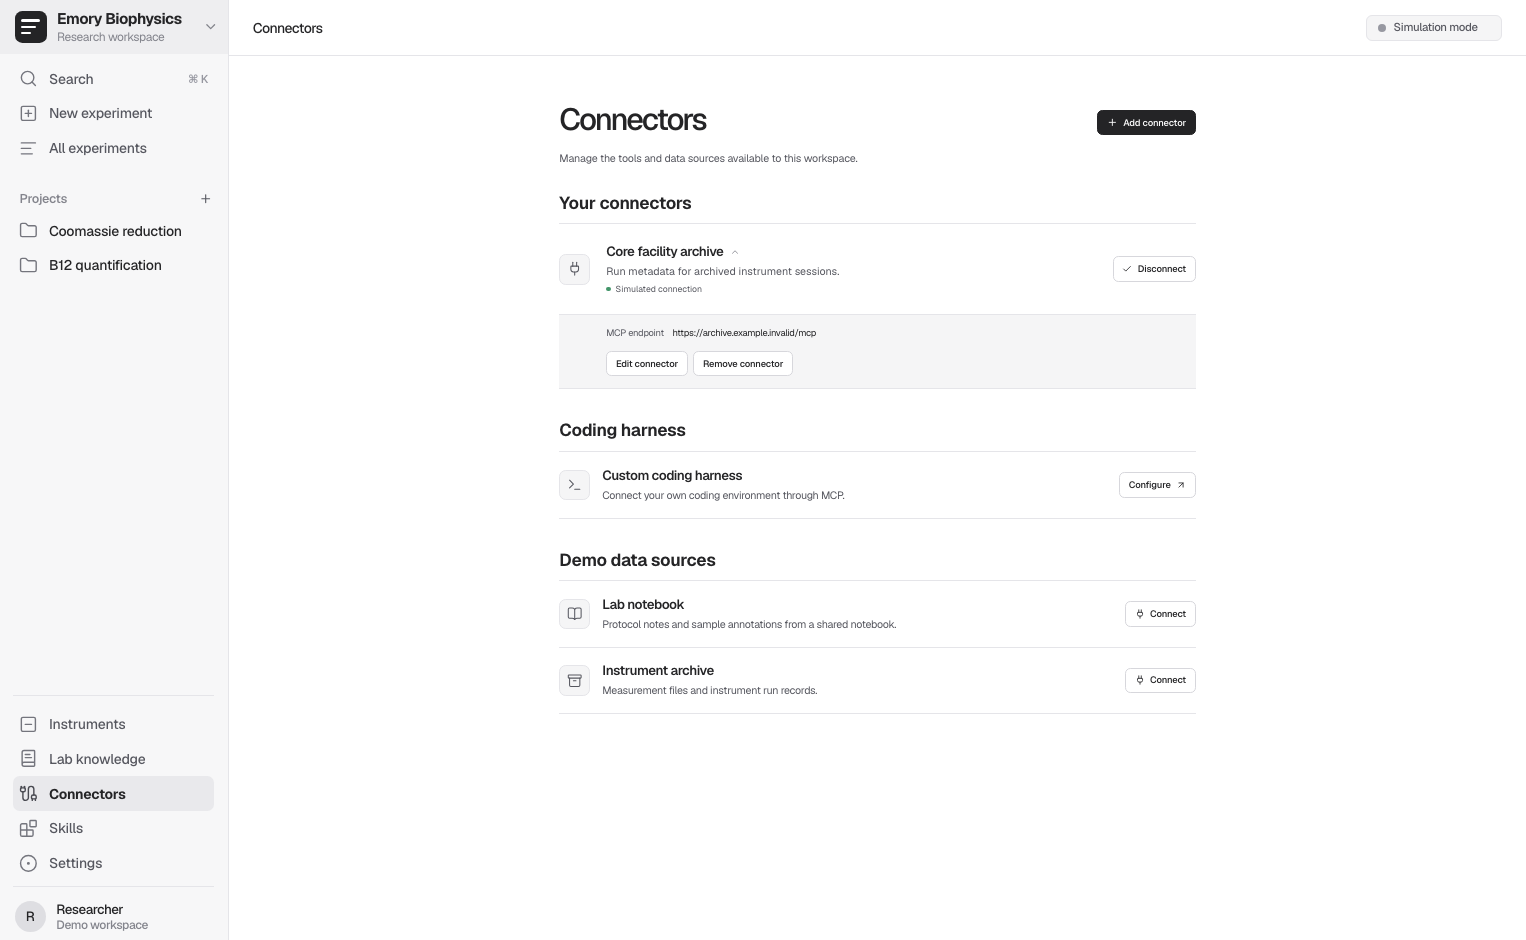 Emory Biophysics
Research workspace
Search
⌘ K
New experiment
All experiments
Projects
Coomassie reduction
B12 quantification
Instruments
Lab knowledge
Connectors
Skills
Settings
R
Researcher
Demo workspace
Connectors
Simulation mode
Connectors
Add connector
Manage the tools and data sources available to this workspace.
Your connectors
Core facility archive
Run metadata for archived instrument sessions.
Simulated connection
Disconnect
MCP endpoint https://archive.example.invalid/mcp
Edit connector
Remove connector
Coding harness
Custom coding harness
Connect your own coding environment through MCP.
Configure
Demo data sources
Lab notebook
Protocol notes and sample annotations from a shared notebook.
Connect
Instrument archive
Measurement files and instrument run records.
Connect